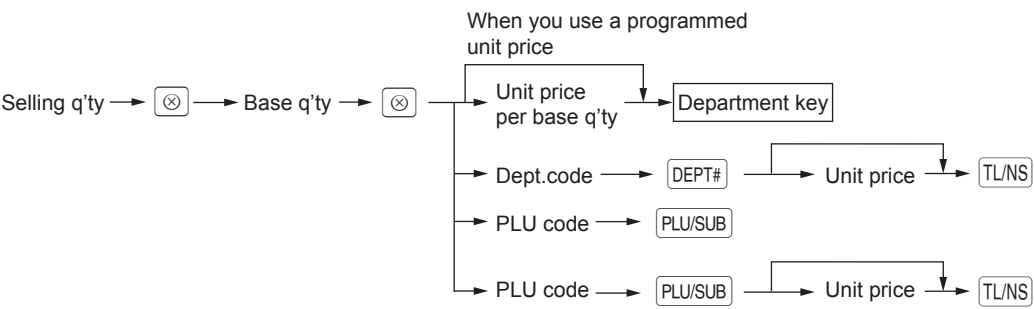 When you use a programmed
unit price
Selling q'ty ⊗ Base q'ty ⊗ Unit price
per base q'ty Department key
Dept.code DEPT# Unit price TL/NS
PLU code PLU/SUB
PLU code PLU/SUB Unit price TL/NS